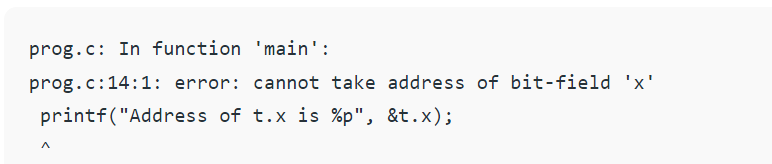 prog.c: In function 'main':
prog.c:14:1: error: cannot take address of bit-field 'x'
 printf("Address of t.x is %p", &t.x);
 ^